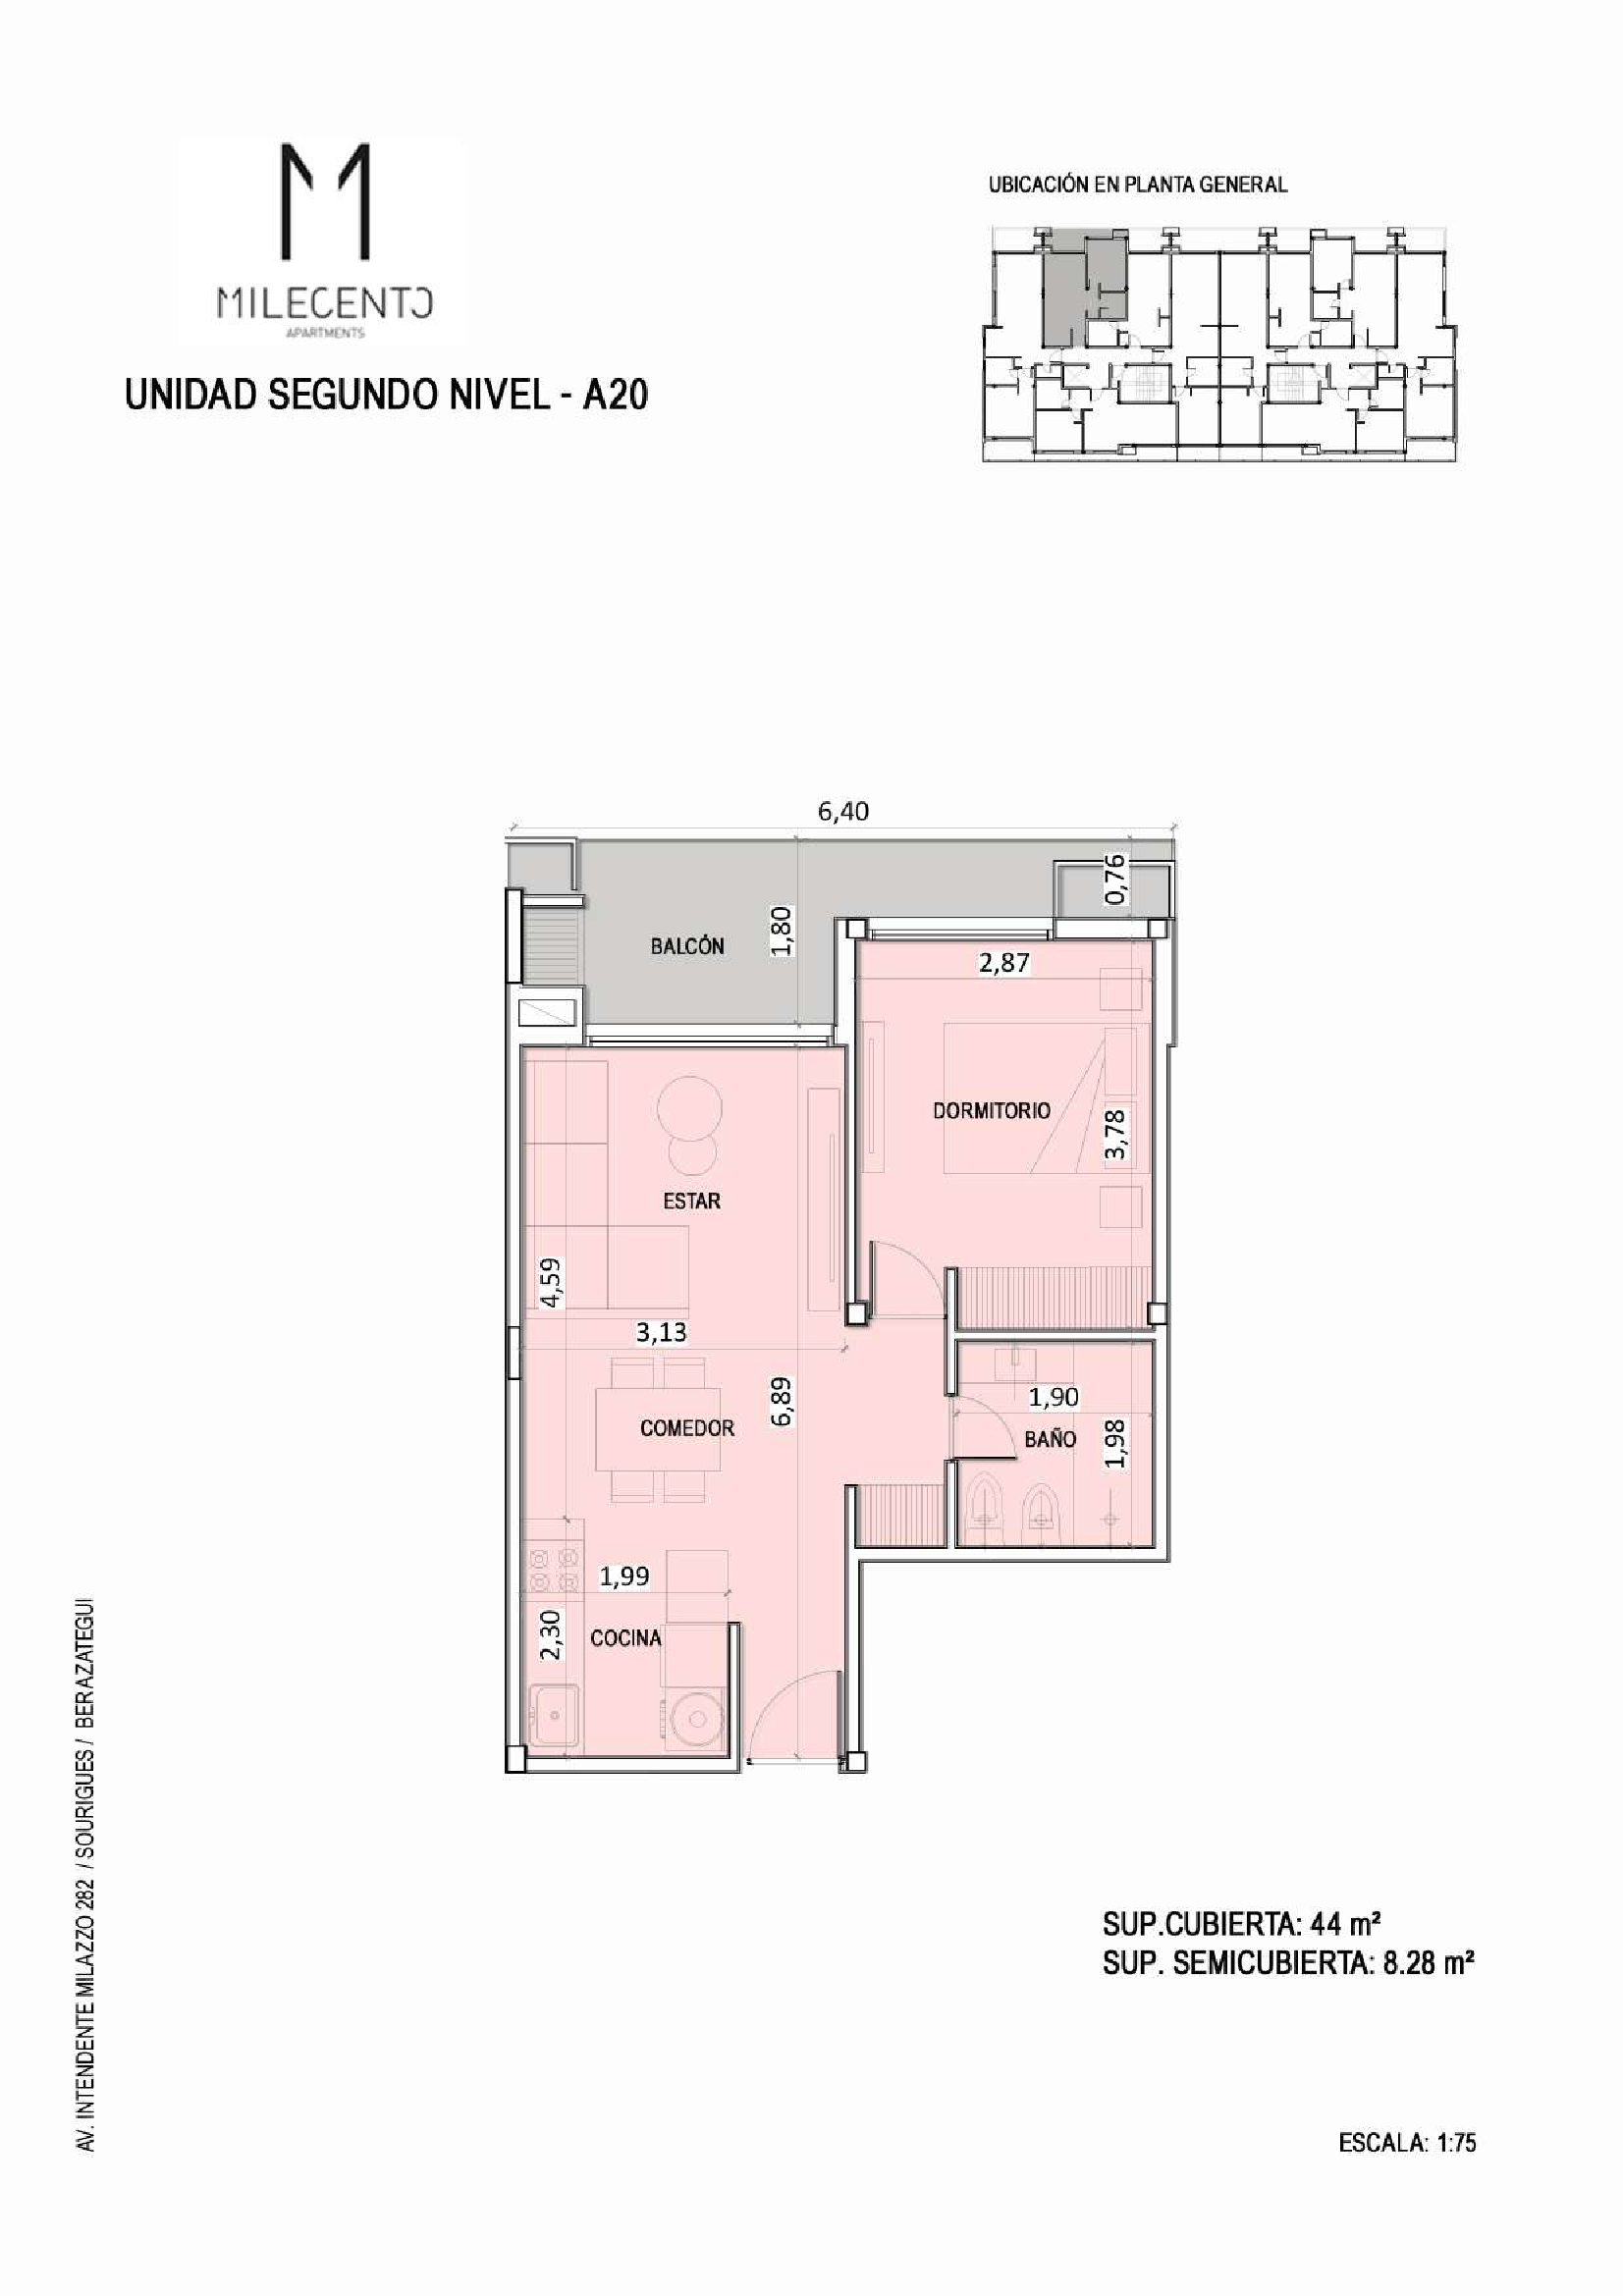 MILECENTO
APARTMENTS
UNIDAD SEGUNDO NIVEL - A20
UBICACIÓN EN PLANTA GENERAL
6,40
0,76
1,80
BALCÓN
2,87
DORMITORIO
3,78
ESTAR
4,59
3,13
6,89
COMEDOR
1,90
BAÑO
1,98
1,99
2,30
COCINA
AV. INTENDENTE MILAZZO 282 / SOURIGUES / BERAZATEGUI
SUP.CUBIERTA: 44 m²
SUP. SEMICUBIERTA: 8.28 m²
ESCALA: 1:75